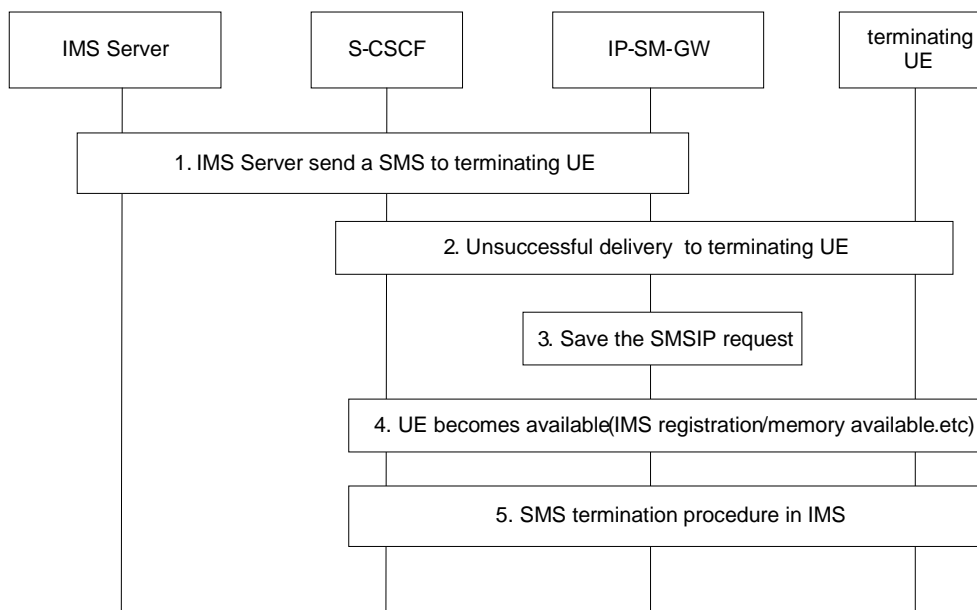 IMS Server
S-CSCF
IP-SM-GW
terminating
UE
1. IMS Server send a SMS to terminating UE
2. Unsuccessful delivery to terminating UE
3. Save the SMSIP request
4. UE becomes available(IMS registration/memory available.etc)
5. SMS termination procedure in IMS